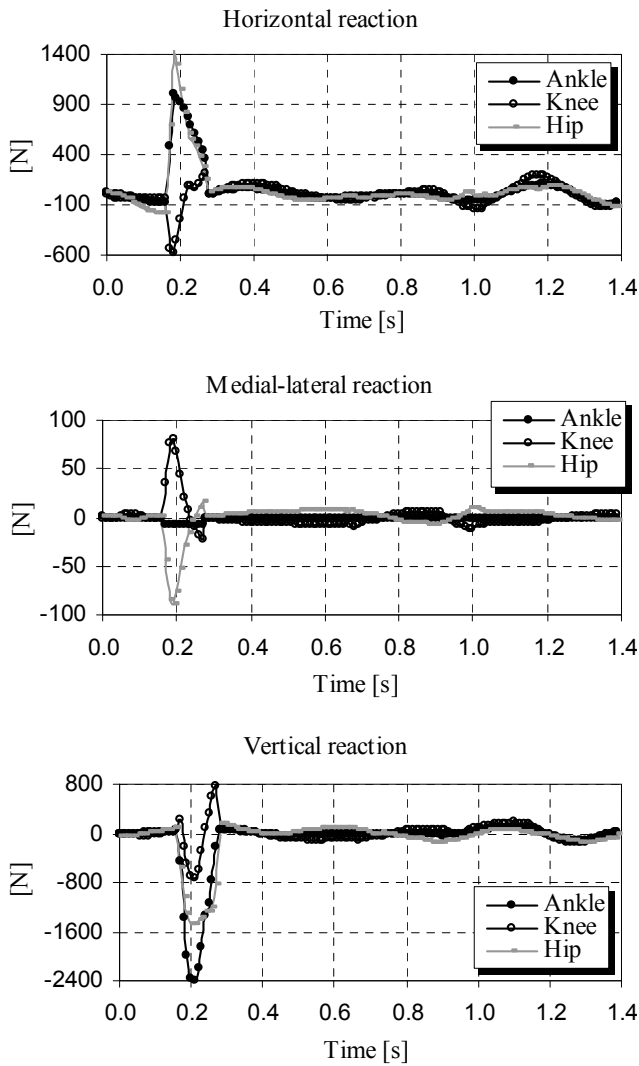 Horizontal reaction
1400
900
400
-100
-600
[N]
Ankle
Knee
Hip
0.0 0.2 0.4 0.6 0.8 1.0 1.2 1.4
Time [s]
Medial-lateral reaction
100
50
0
-50
-100
[N]
Ankle
Knee
Hip
0.0 0.2 0.4 0.6 0.8 1.0 1.2 1.4
Time [s]
Vertical reaction
800
0
-800
-1600
-2400
[N]
Ankle
Knee
Hip
0.0 0.2 0.4 0.6 0.8 1.0 1.2 1.4
Time [s]